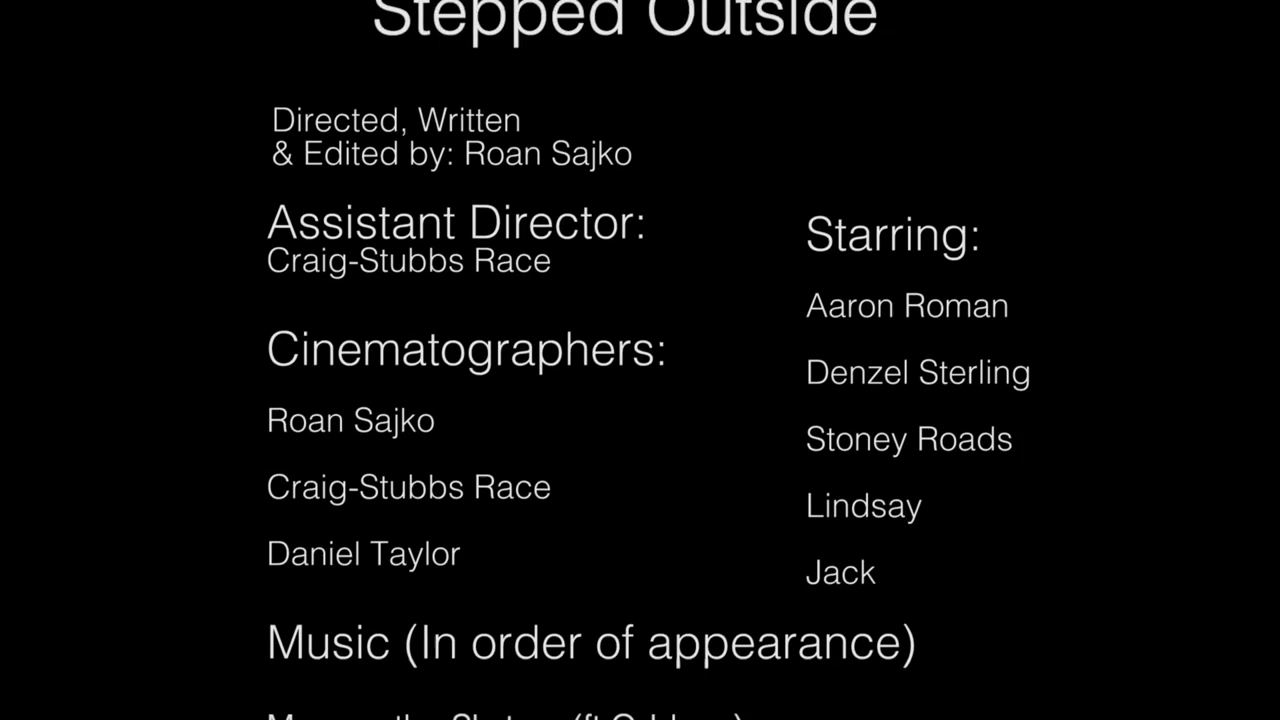 Stepped Outside
Directed, Written
& Edited by: Roan Sajko
Assistant Director:
Craig-Stubbs Race
Cinematographers:
Roan Sajko
Craig-Stubbs Race
Daniel Taylor
Starring:
Aaron Roman
Denzel Sterling
Stoney Roads
Lindsay
Jack
Music (In order of appearance)